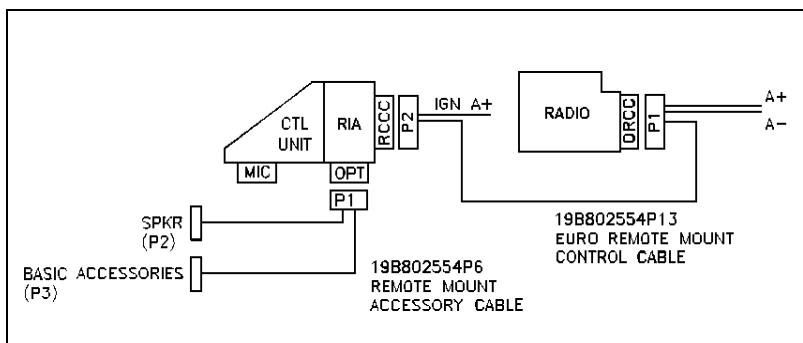 CTL
UNIT
RIA
RCCC
P2
IGN A+
RADIO
ORCC
P1
A+
A-
MIC
OPT
P1
SPKR
(P2)
BASIC ACCESSORIES
(P3)
19B802554P6
REMOTE MOUNT
ACCESSORY CABLE
19B802554P13
EURO REMOTE MOUNT
CONTROL CABLE